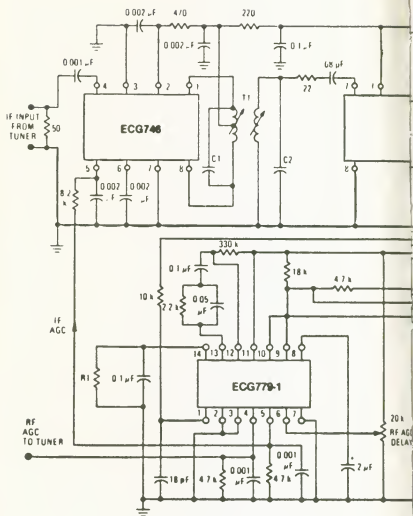 0 002 µF
470
220
0 001 µF
0 002 µF
0 1 µF
68 µF
4
3
2
1
T1
22
7
1
IF INPUT
FROM
TUNER
50
ECG746
C1
C2
5
6
7
8
8
8.2
k
0 002
µF
0 002
µF
330 k
0 1 µF
18 k
4.7 k
10 k
2.2 k
0 05
µF
IF
AGC
14
13
12
11
10
9
8
R1
0 1 µF
ECG779-1
1
2
3
4
5
6
7
20 k
RF AGC
DELAY
RF
AGC
TO TUNER
18 pF
4.7 k
0 001
µF
4.7 k
0 001
µF
+
2 µF